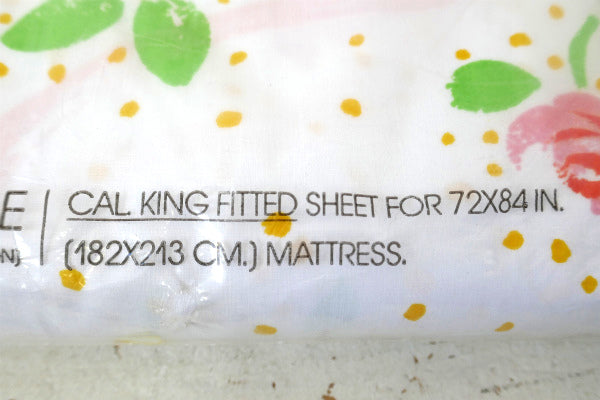 E | CAL. KING FITTED SHEET FOR 72X84 IN.
N) | (182X213 CM.) MATTRESS.